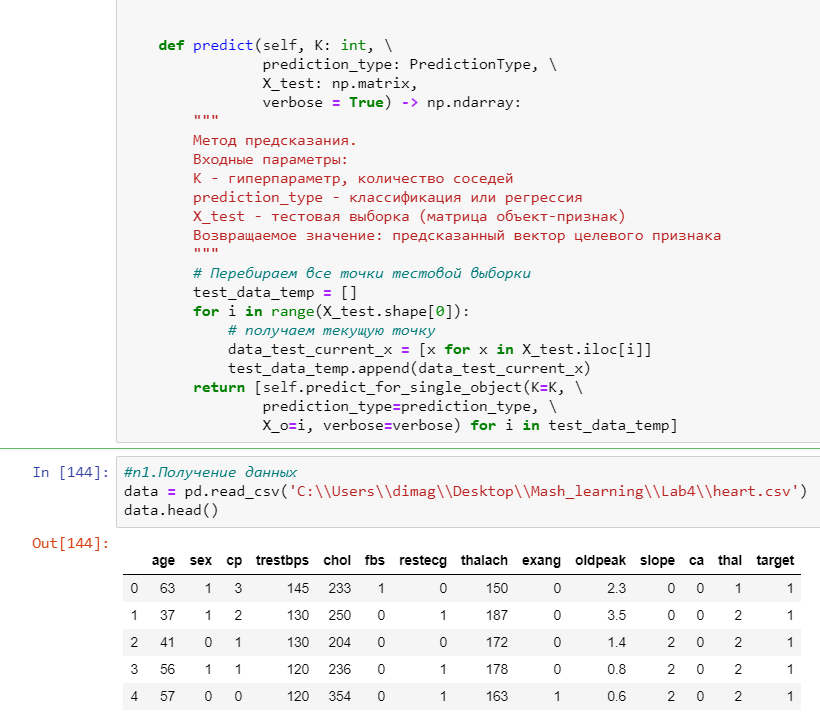 def predict(self, K: int, \
prediction_type: PredictionType, \
X_test: np.matrix,
verbose = True) -> np.ndarray:
"""
Метод предсказания.
Входные параметры:
K - гиперпараметр, количество соседей
prediction_type - классификация или регрессия
X_test - тестовая выборка (матрица объект-признак)
Возвращаемое значение: предсказанный вектор целевого признака
"""
# Перебираем все точки тестовой выборки
test_data_temp = []
for i in range(X_test.shape[0]):
# получаем текущую точку
data_test_current_x = [x for x in X_test.iloc[i]]
test_data_temp.append(data_test_current_x)
return [self.predict_for_single_object(K=K, \
prediction_type=prediction_type, \
X_o=i, verbose=verbose) for i in test_data_temp]
In [144]: #п1.Получение данных
data = pd.read_csv('C:\\Users\\dimag\\Desktop\\Mash_learning\\Lab4\\heart.csv')
data.head()
Out[144]:
age sex cp trestbps chol fbs restecg thalach exang oldpeak slope ca thal target
0 63 1 3 145 233 1 0 150 0 2.3 0 0 1 1
1 37 1 2 130 250 0 1 187 0 3.5 0 0 2 1
2 41 0 1 130 204 0 0 172 0 1.4 2 0 2 1
3 56 1 1 120 236 0 1 178 0 0.8 2 0 2 1
4 57 0 0 120 354 0 1 163 1 0.6 2 0 2 1